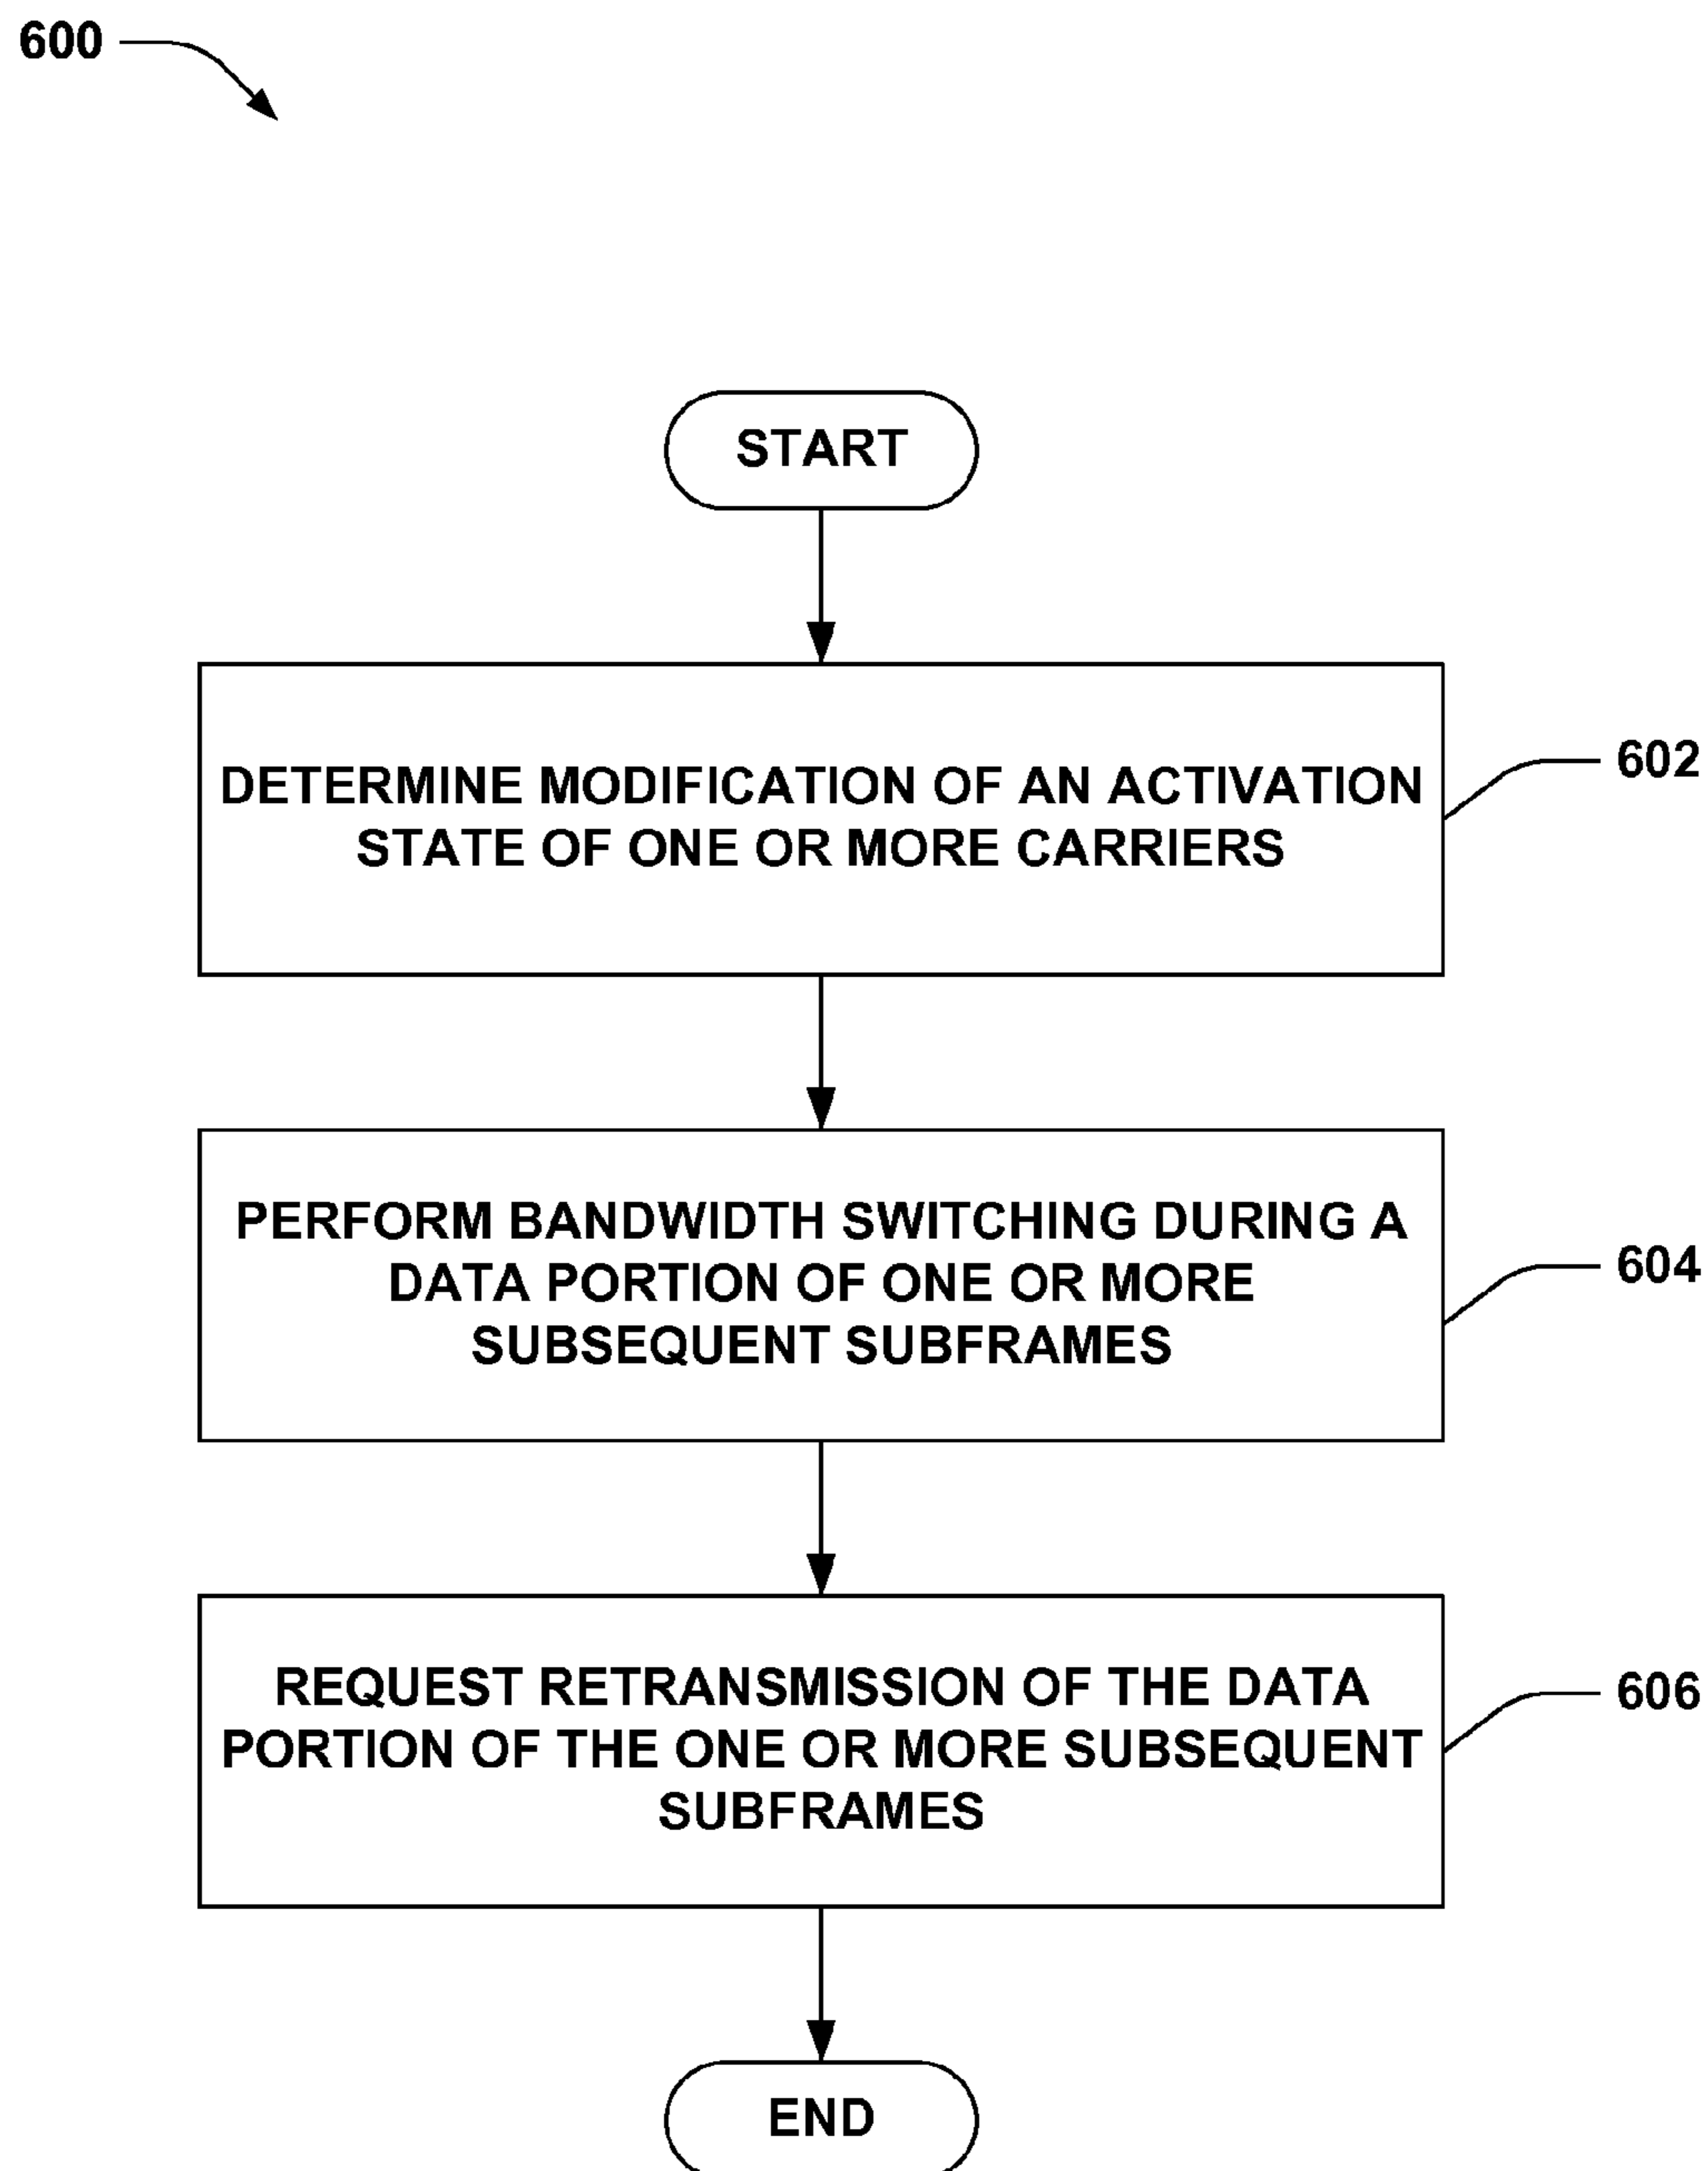 600
START
DETERMINE MODIFICATION OF AN ACTIVATION
STATE OF ONE OR MORE CARRIERS
602
PERFORM BANDWIDTH SWITCHING DURING A
DATA PORTION OF ONE OR MORE
SUBSEQUENT SUBFRAMES
604
REQUEST RETRANSMISSION OF THE DATA
PORTION OF THE ONE OR MORE SUBSEQUENT
SUBFRAMES
606
END